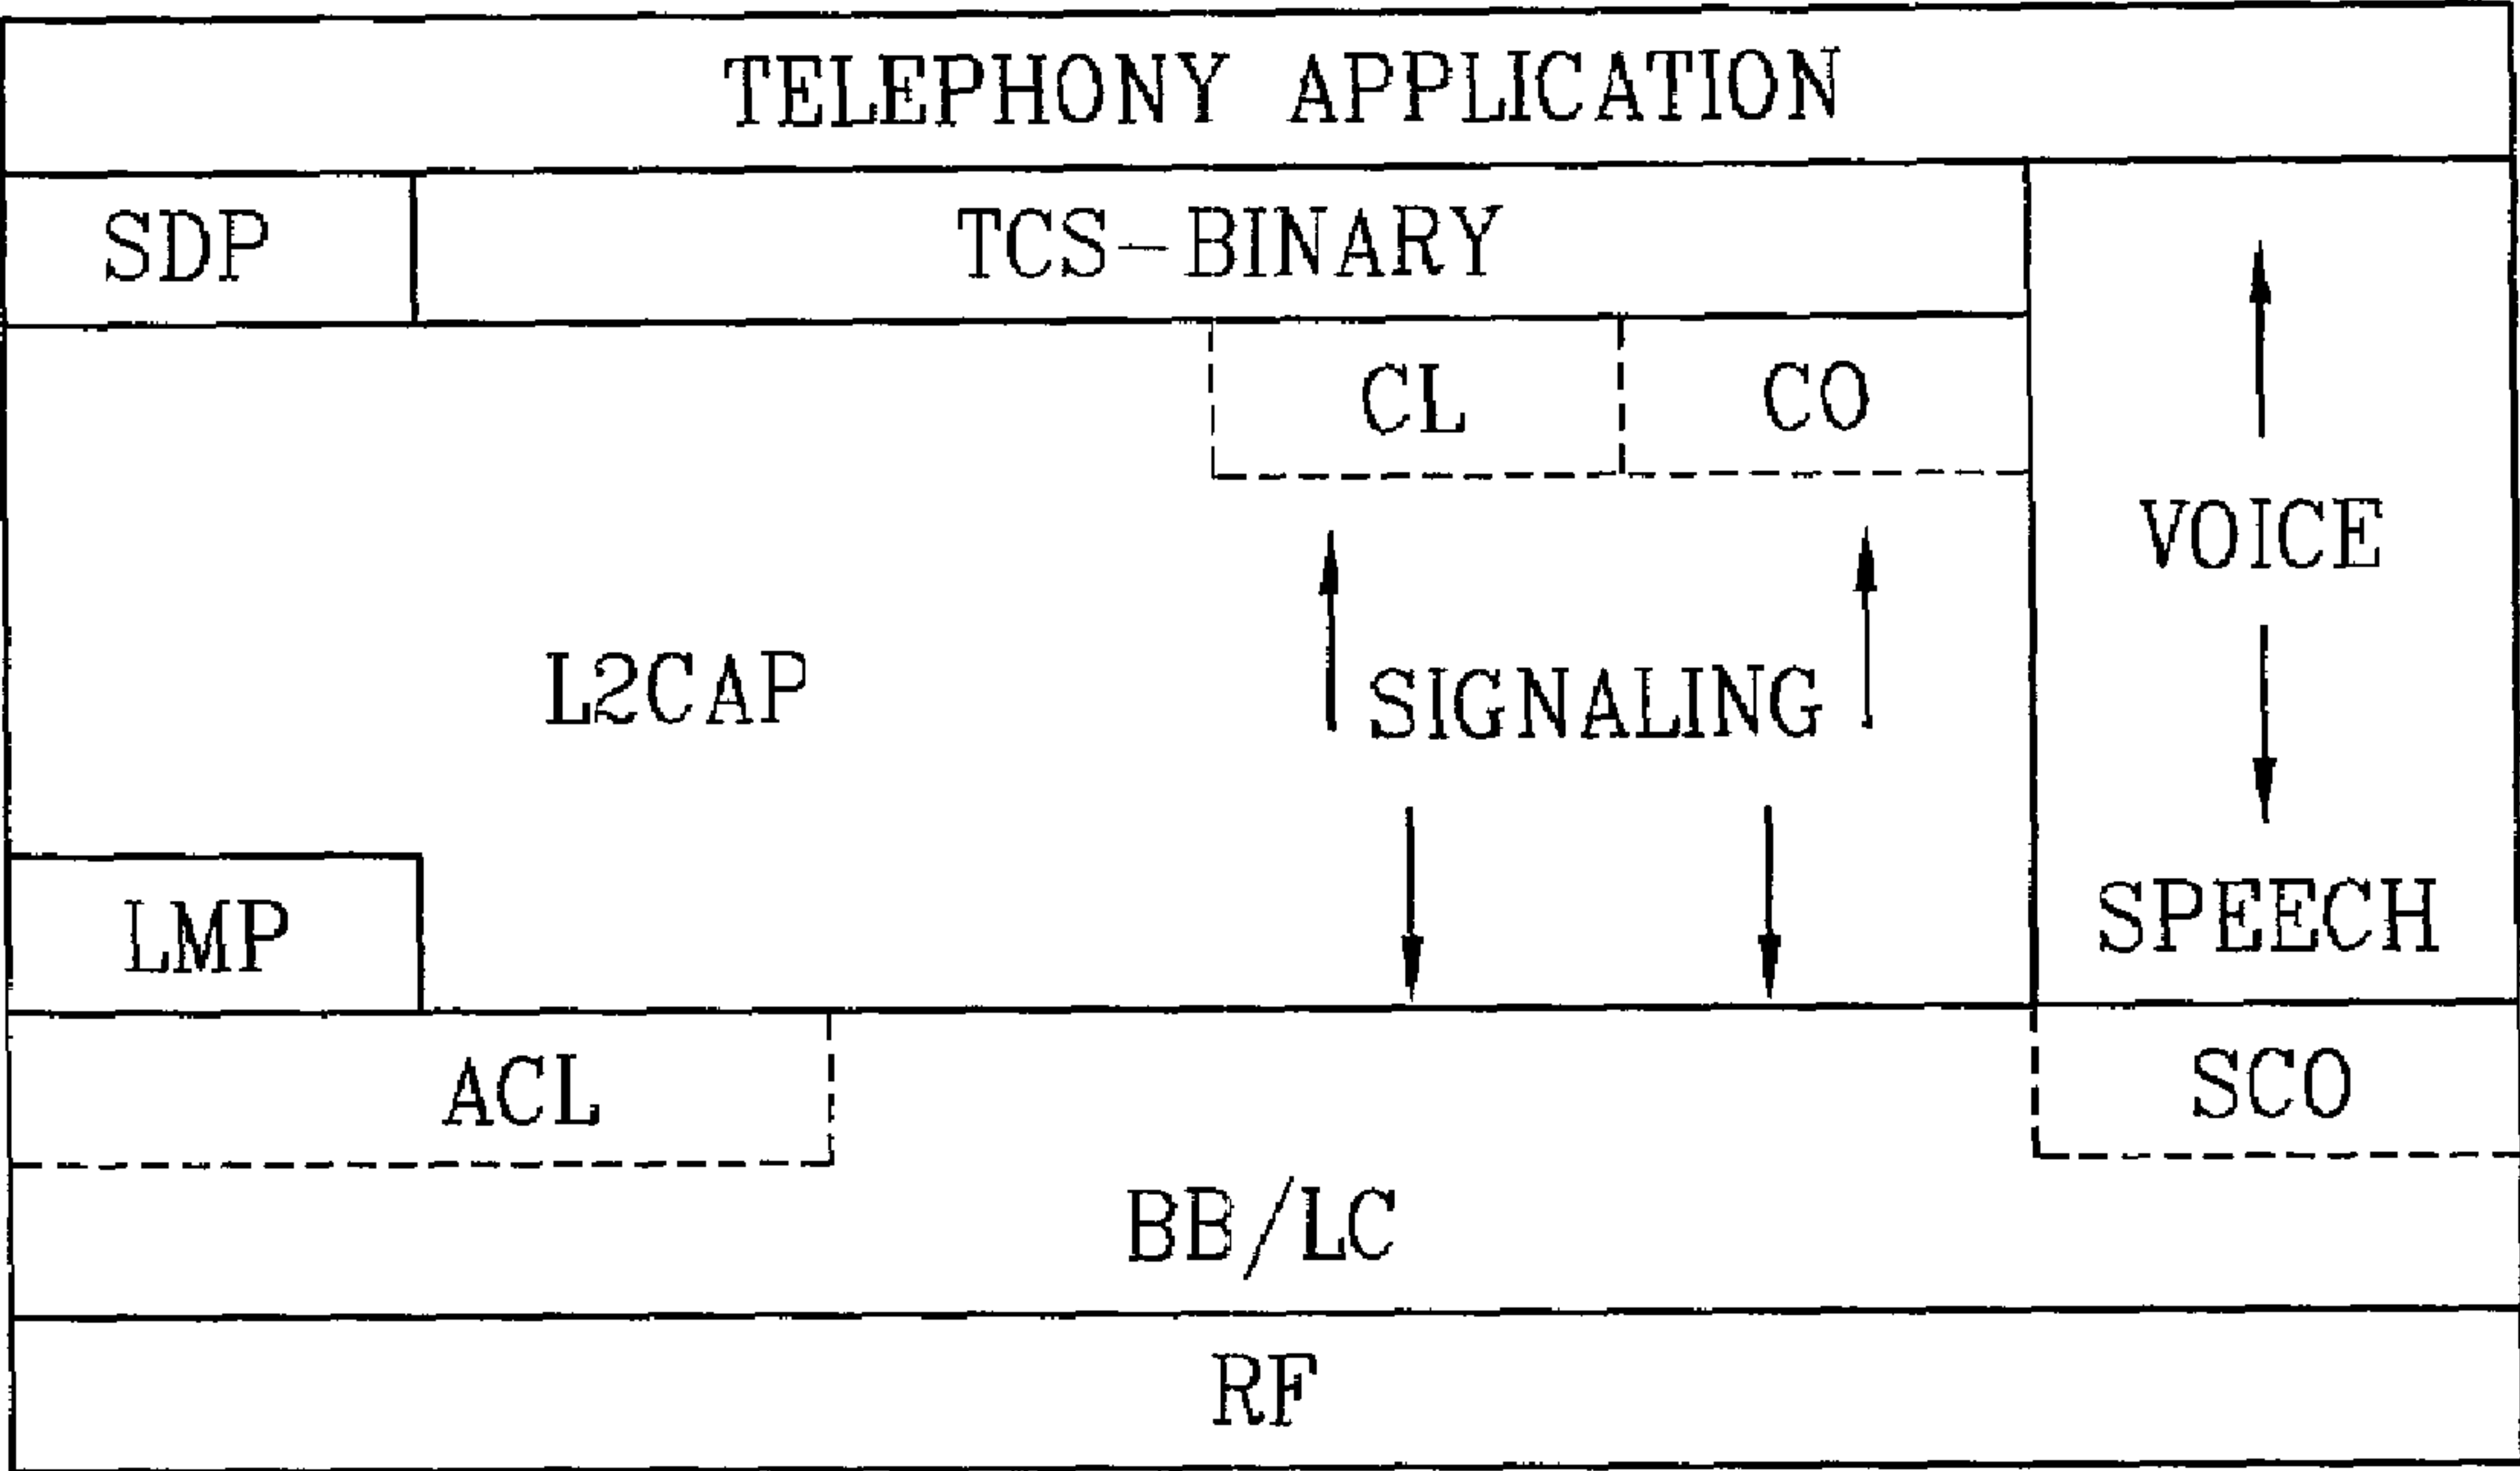 TELEPHONY APPLICATION
SDP
TCS-BINARY
CL
CO
VOICE
L2CAP
SIGNALING
LMP
SPEECH
ACL
SCO
BB/LC
RF